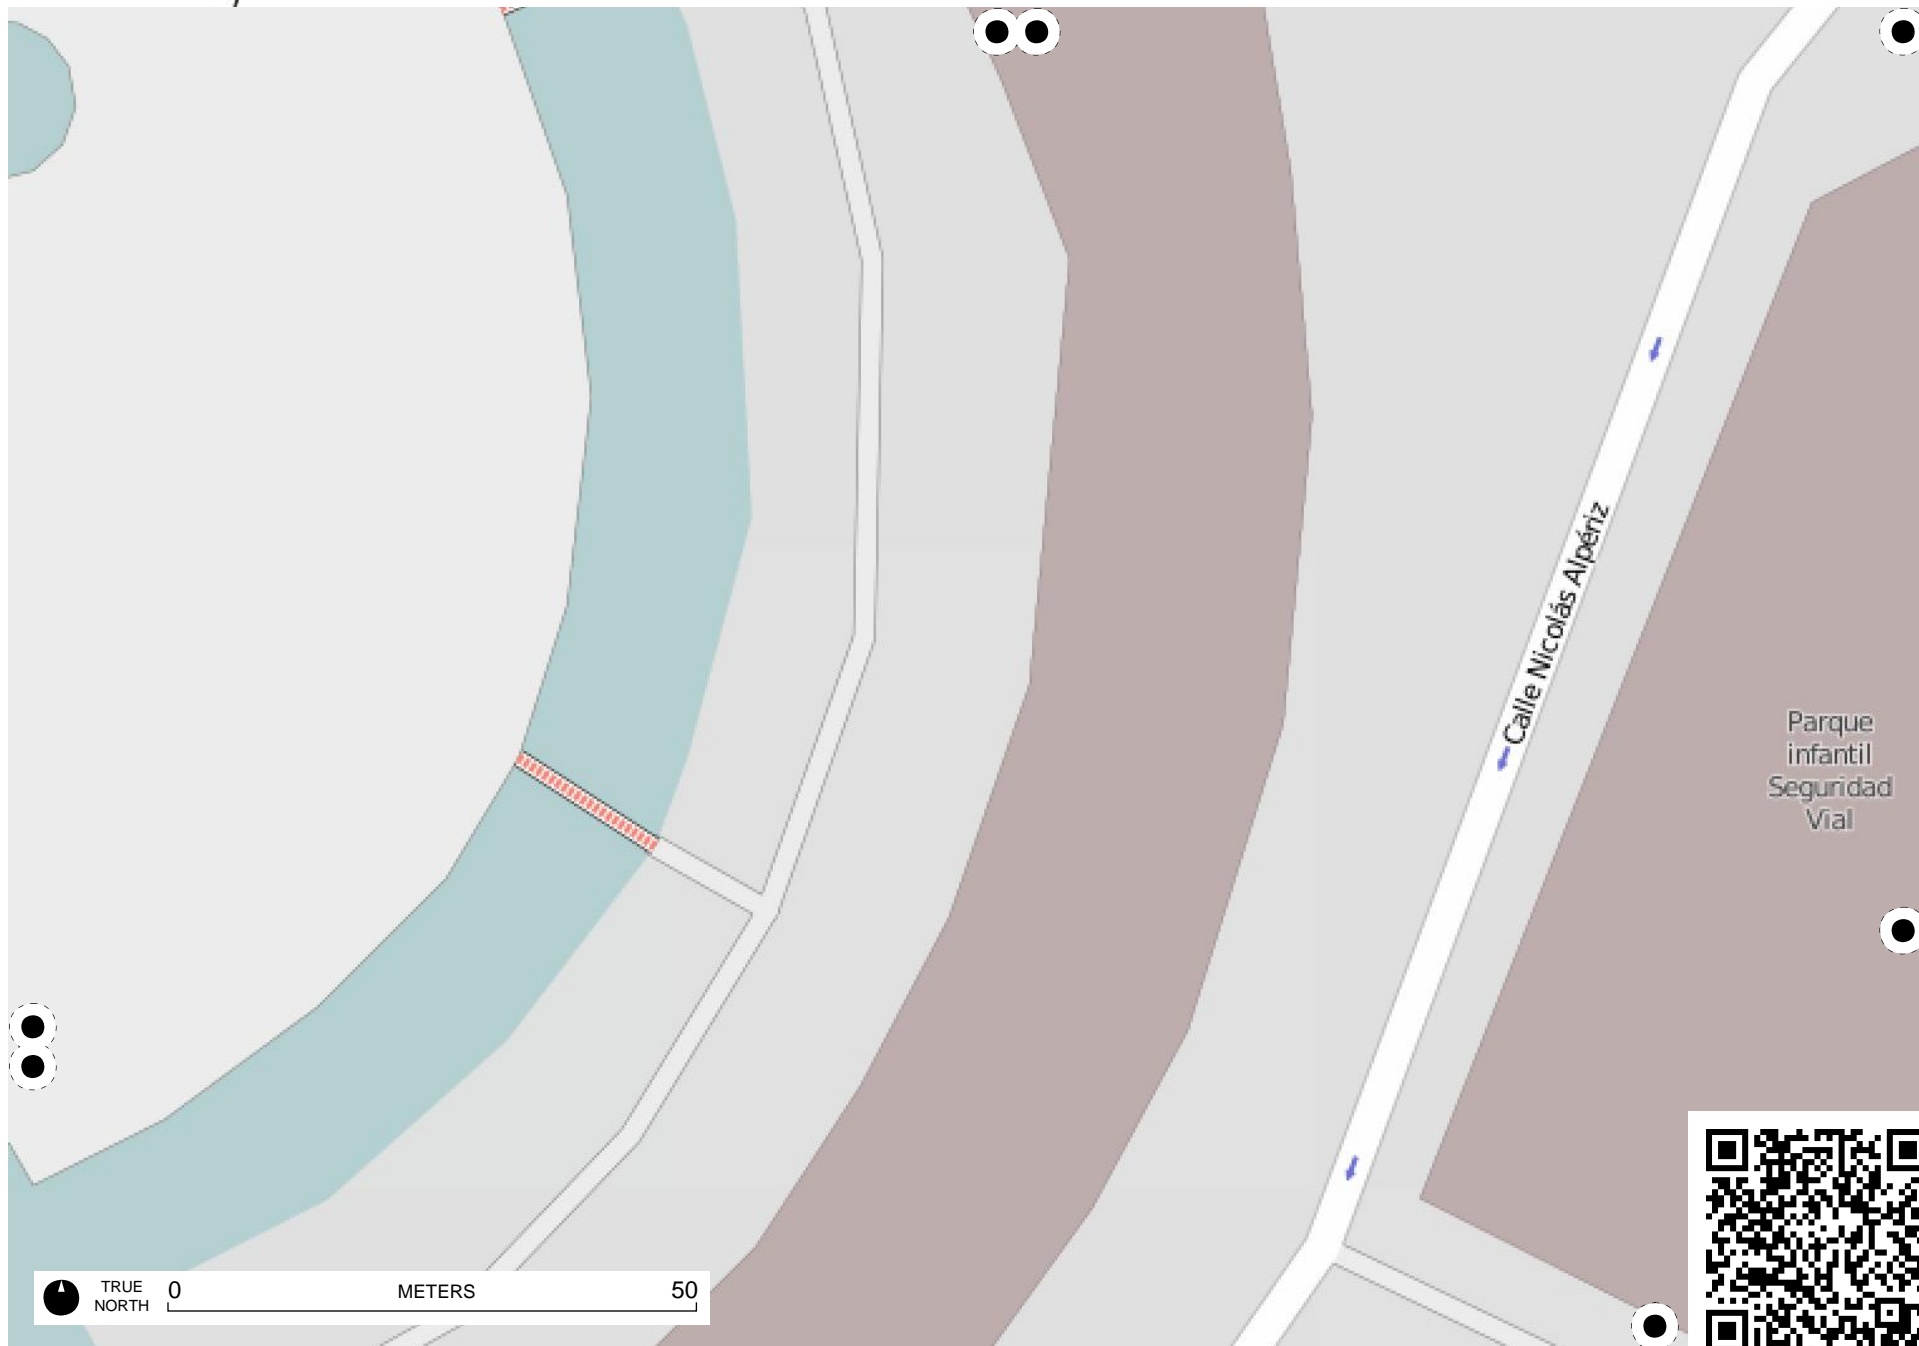 Calle Nicolás Alpériz
Parque
infantil
Seguridad
Vial
TRUE
NORTH
0 METERS 50